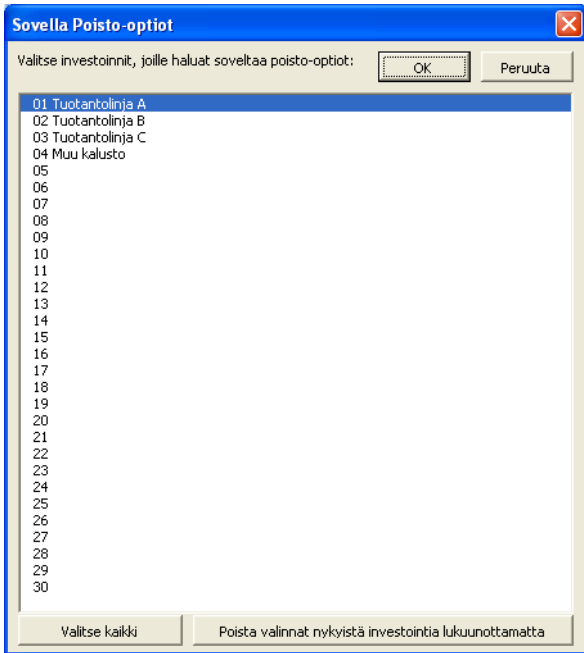 Sovella Poisto-optiot
Valitse investoinnit, joille haluat soveltaa poisto-optiot:
OK
Peruuta
01 Tuotantolinja A
02 Tuotantolinja B
03 Tuotantolinja C
04 Muu kalusto
05
06
07
08
09
10
11
12
13
14
15
16
17
18
19
20
21
22
23
24
25
26
27
28
29
30
Valitse kaikki
Poista valinnat nykyistä investointia lukuunottamatta